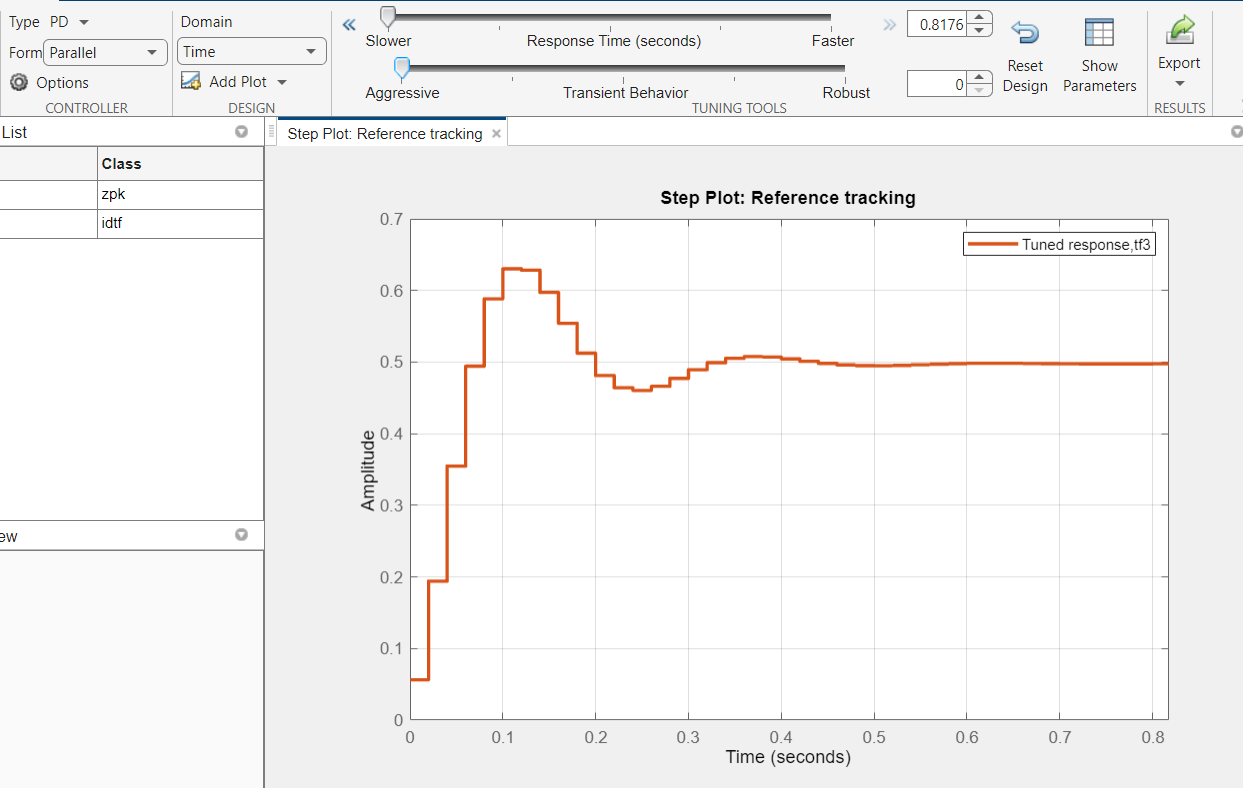 Type PD
Domain
Form Parallel
Time
Options
Add Plot
CONTROLLER
DESIGN
Slower Response Time (seconds) Faster
0.8176
Aggressive Transient Behavior Robust
0
TUNING TOOLS
Reset Design
Show Parameters
Export
RESULTS
List
Class
zpk
idtf
ew
Step Plot: Reference tracking
Step Plot: Reference tracking
Tuned response,tf3
Amplitude
0.7
0.6
0.5
0.4
0.3
0.2
0.1
0
0 0.1 0.2 0.3 0.4 0.5 0.6 0.7 0.8
Time (seconds)